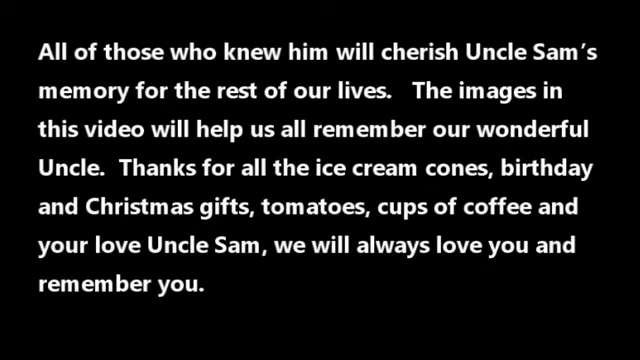 All of those who knew him will cherish Uncle Sam's
memory for the rest of our lives.   The images in
this video will help us all remember our wonderful
Uncle.  Thanks for all the ice cream cones, birthday
and Christmas gifts, tomatoes, cups of coffee and
your love Uncle Sam, we will always love you and
remember you.